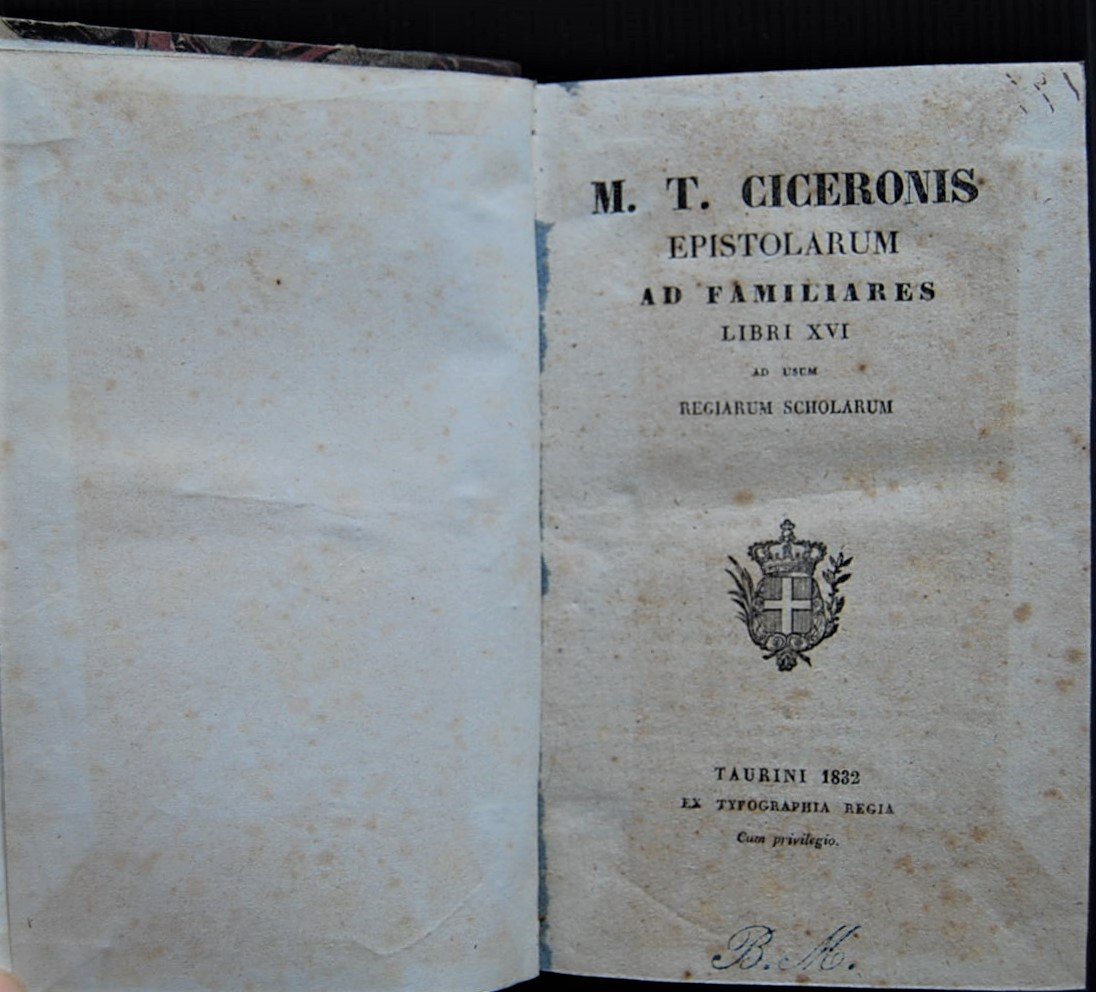 M. T. CICERONIS
EPISTOLARUM
AD FAMILIARES
LIBRI XVI
AD USUM
REGIARUM SCHOLARUM
TAURINI 1832
EX TYPOGRAPHIA REGIA
Cum privilegio.
B. M.